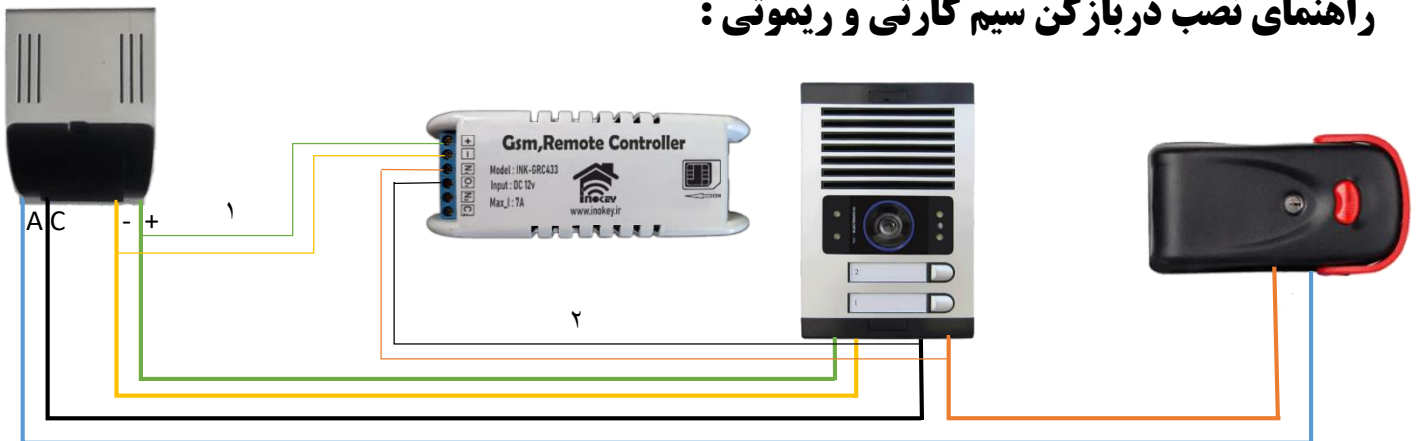 راهنمای نصب دربازکن سیم کارتی و ریموتی :
Gsm,Remote Controller
Model : INK-GRC433
Input : DC 12v
Max_I : 7A
INOKEY
www.inokey.ir
+
-
N
O
N
C
A C - +
۱
۲
2
1